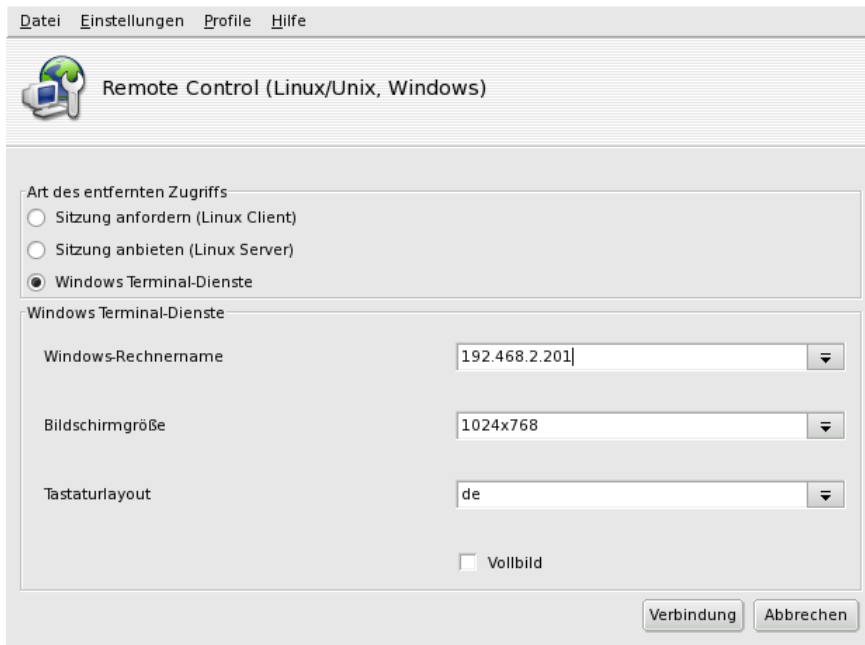 Datei Einstellungen Profile Hilfe
Remote Control (Linux/Unix, Windows)
Art des entfernten Zugriffs
Sitzung anfordern (Linux Client)
Sitzung anbieten (Linux Server)
Windows Terminal-Dienste
Windows Terminal-Dienste
Windows-Rechnername 192.468.2.201
Bildschirmgröße 1024x768
Tastaturlayout de
Vollbild
Verbindung Abbrechen